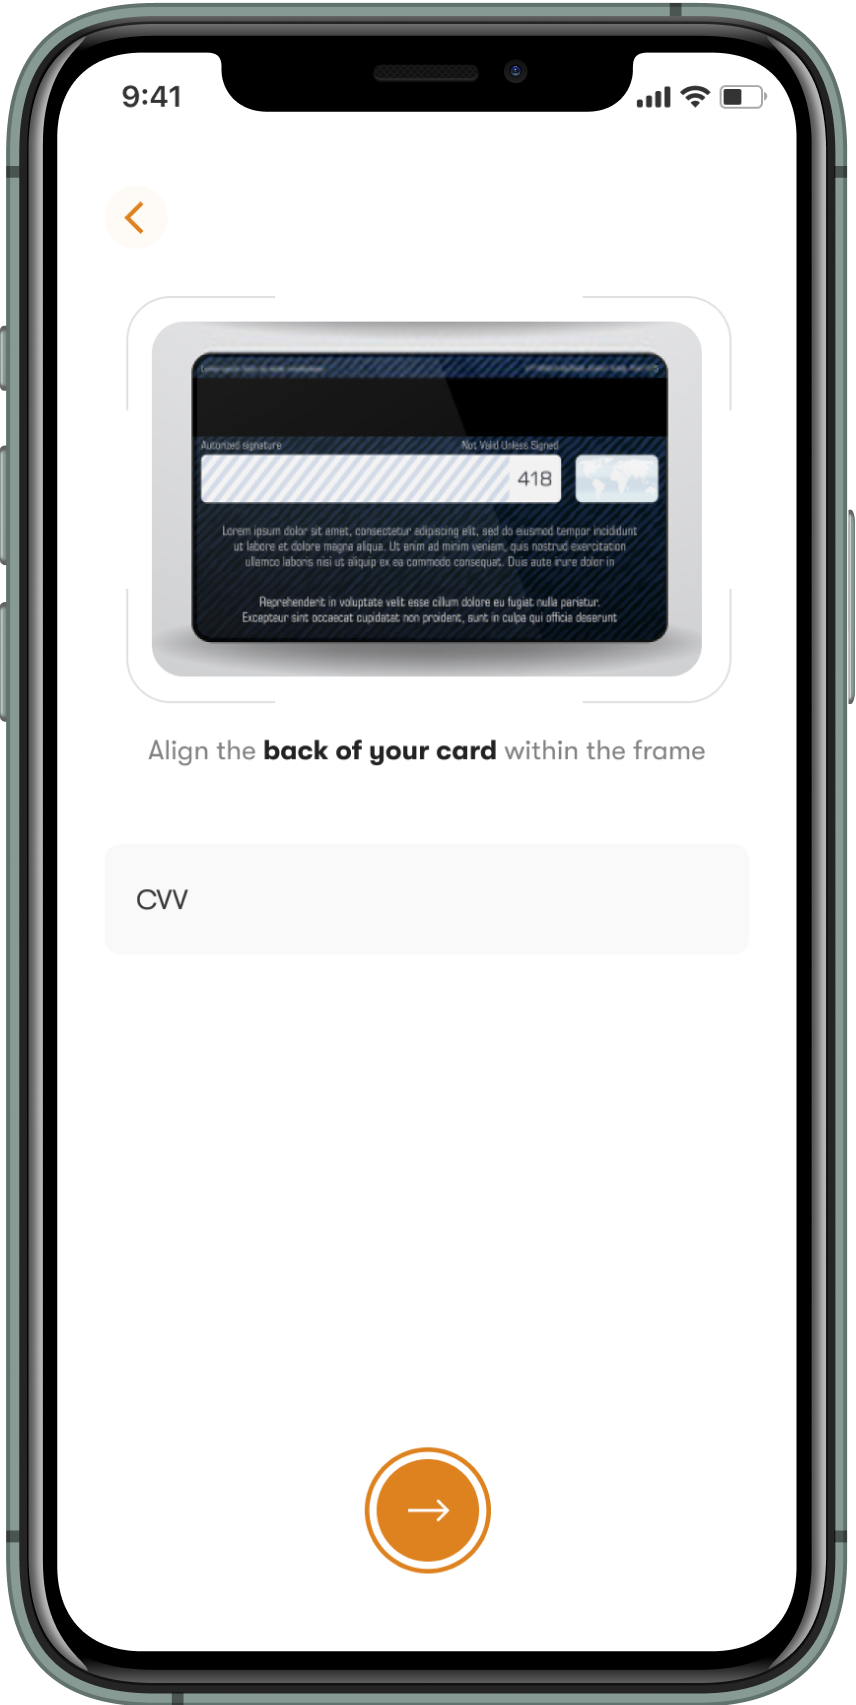 9:41
Autorized signature Not Valid Unless Signed
418
Lorem ipsum dolor sit amet, consectetur adipiscing elit, sed do eiusmod tempor incididunt
ut labore et dolore magna aliqua. Ut enim ad minim veniam, quis nostrud exercitation
ullamco laboris nisi ut aliquip ex ea commodo consequat. Duis aute irure dolor in
Reprehenderit in voluptate velit esse cillum dolore eu fugiat nulla pariatur.
Excepteur sint occaecat cupidatat non proident, sunt in culpa qui officia deserunt
Align the back of your card within the frame
CVV